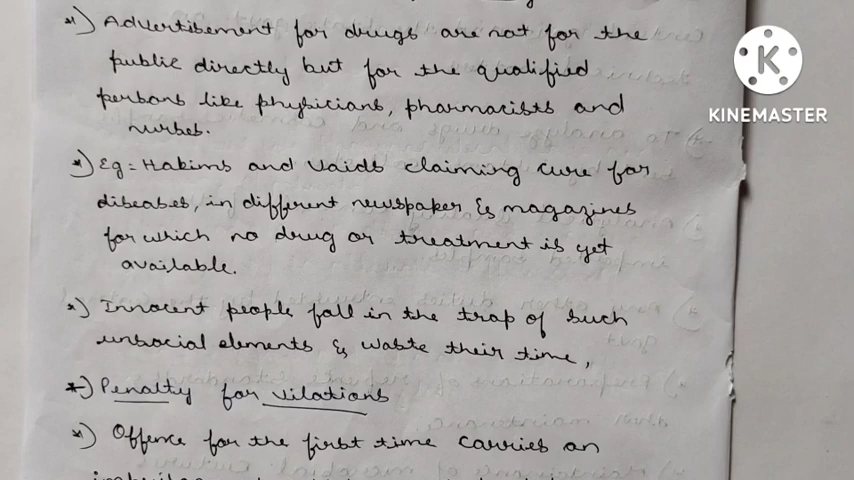 *) Advertisement for drugs are not for the
public directly but for the qualified
persons like physicians, pharmacists and
nurses.
*) Eg = Hakims and Vaids claiming cure for
diseases, in different newspaper & magazines
for which no drug or treatment is yet
available.
*) Innocent people fall in the trap of such
unsocial elements & waste their time,
*) Penalty for vilations
*) Offence for the first time carries an
K
KINEMASTER